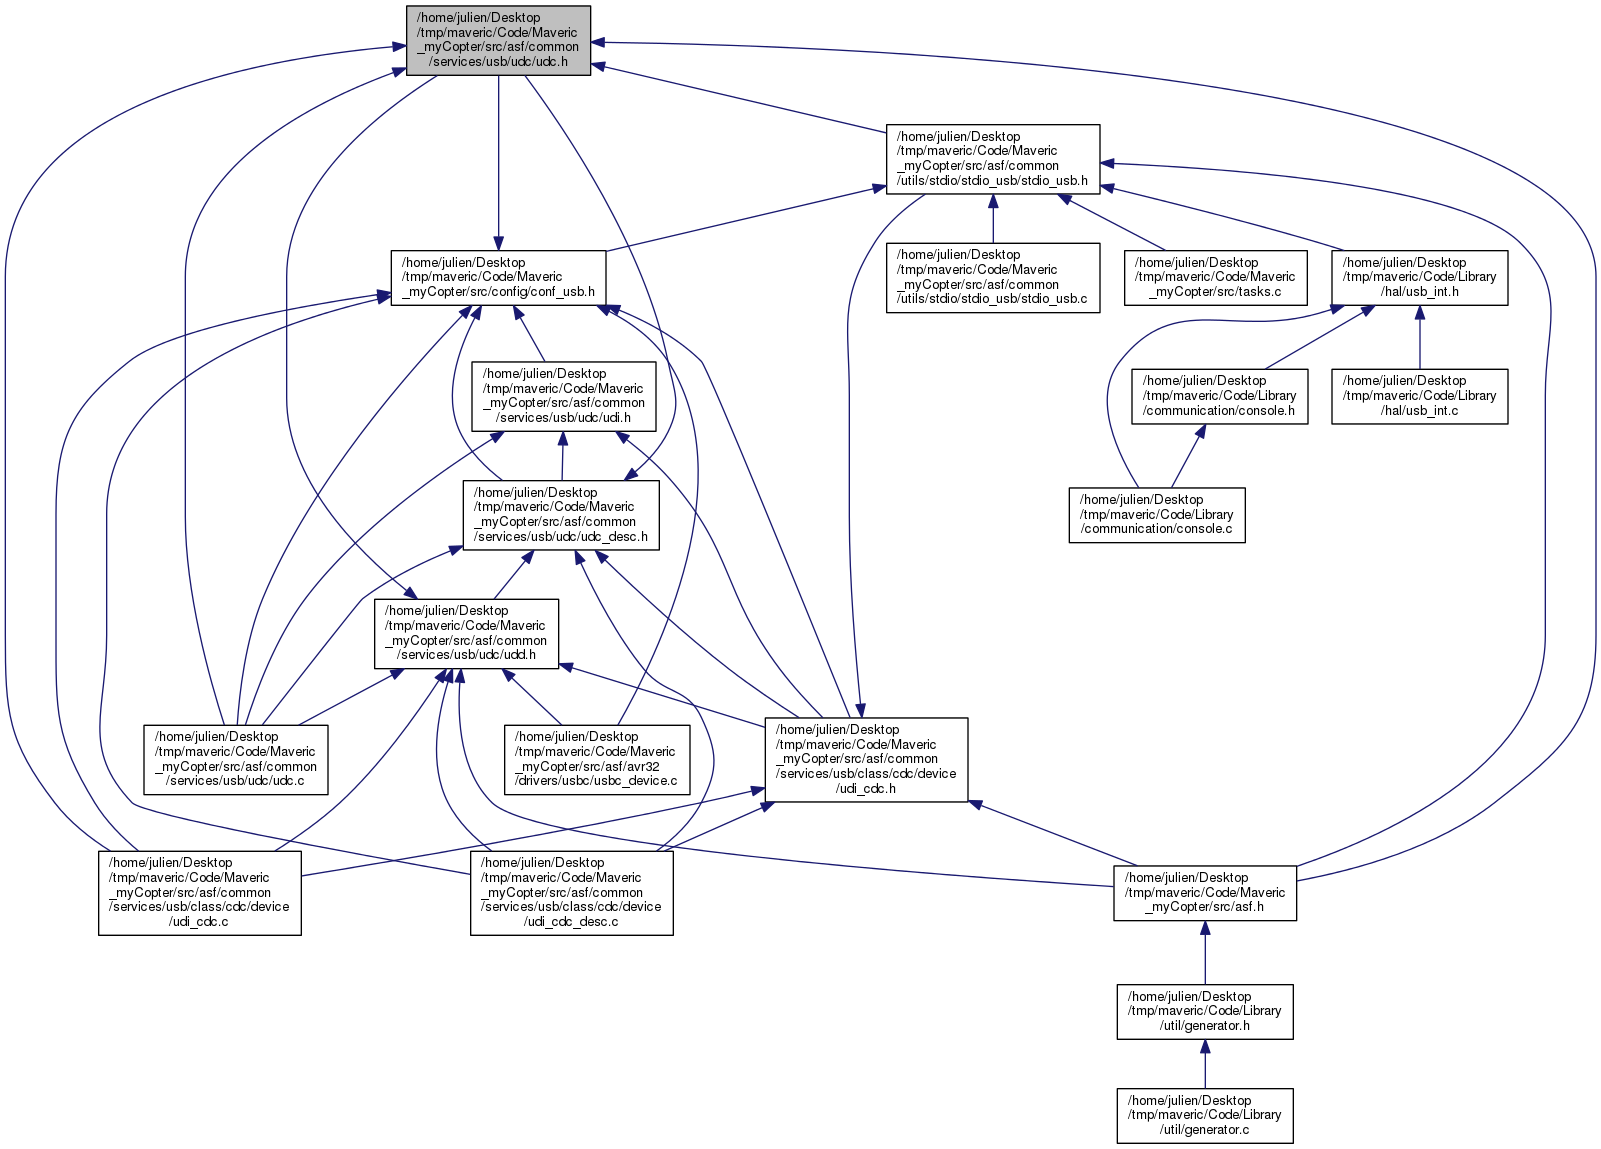 /home/julien/Desktop
/tmp/maveric/Code/Maveric
_myCopter/src/asf/common
/services/usb/udc/udc.h
/home/julien/Desktop
/tmp/maveric/Code/Maveric
_myCopter/src/asf/common
/utils/stdio/stdio_usb/stdio_usb.h
/home/julien/Desktop
/tmp/maveric/Code/Maveric
_myCopter/src/config/conf_usb.h
/home/julien/Desktop
/tmp/maveric/Code/Maveric
_myCopter/src/asf/common
/utils/stdio/stdio_usb/stdio_usb.c
/home/julien/Desktop
/tmp/maveric/Code/Maveric
_myCopter/src/tasks.c
/home/julien/Desktop
/tmp/maveric/Code/Library
/hal/usb_int.h
/home/julien/Desktop
/tmp/maveric/Code/Maveric
_myCopter/src/asf/common
/services/usb/udc/udi.h
/home/julien/Desktop
/tmp/maveric/Code/Library
/communication/console.h
/home/julien/Desktop
/tmp/maveric/Code/Library
/hal/usb_int.c
/home/julien/Desktop
/tmp/maveric/Code/Maveric
_myCopter/src/asf/common
/services/usb/udc/udc_desc.h
/home/julien/Desktop
/tmp/maveric/Code/Library
/communication/console.c
/home/julien/Desktop
/tmp/maveric/Code/Maveric
_myCopter/src/asf/common
/services/usb/udc/udd.h
/home/julien/Desktop
/tmp/maveric/Code/Maveric
_myCopter/src/asf/common
/services/usb/udc/udc.c
/home/julien/Desktop
/tmp/maveric/Code/Maveric
_myCopter/src/asf/avr32
/drivers/usbc/usbc_device.c
/home/julien/Desktop
/tmp/maveric/Code/Maveric
_myCopter/src/asf/common
/services/usb/class/cdc/device
/udi_cdc.h
/home/julien/Desktop
/tmp/maveric/Code/Maveric
_myCopter/src/asf/common
/services/usb/class/cdc/device
/udi_cdc.c
/home/julien/Desktop
/tmp/maveric/Code/Maveric
_myCopter/src/asf/common
/services/usb/class/cdc/device
/udi_cdc_desc.c
/home/julien/Desktop
/tmp/maveric/Code/Maveric
_myCopter/src/asf.h
/home/julien/Desktop
/tmp/maveric/Code/Library
/util/generator.h
/home/julien/Desktop
/tmp/maveric/Code/Library
/util/generator.c